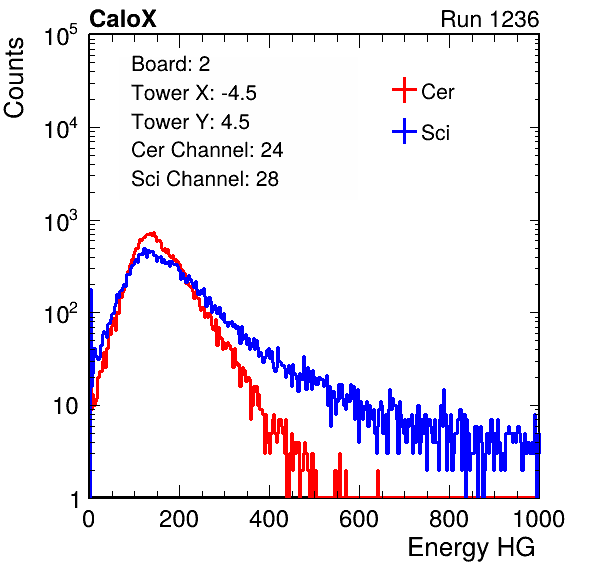 CaloX Run 1236
Counts
10^5
10^4
10^3
10^2
10
1
Board: 2
Tower X: -4.5
Tower Y: 4.5
Cer Channel: 24
Sci Channel: 28
Cer
Sci
0 200 400 600 800 1000
Energy HG